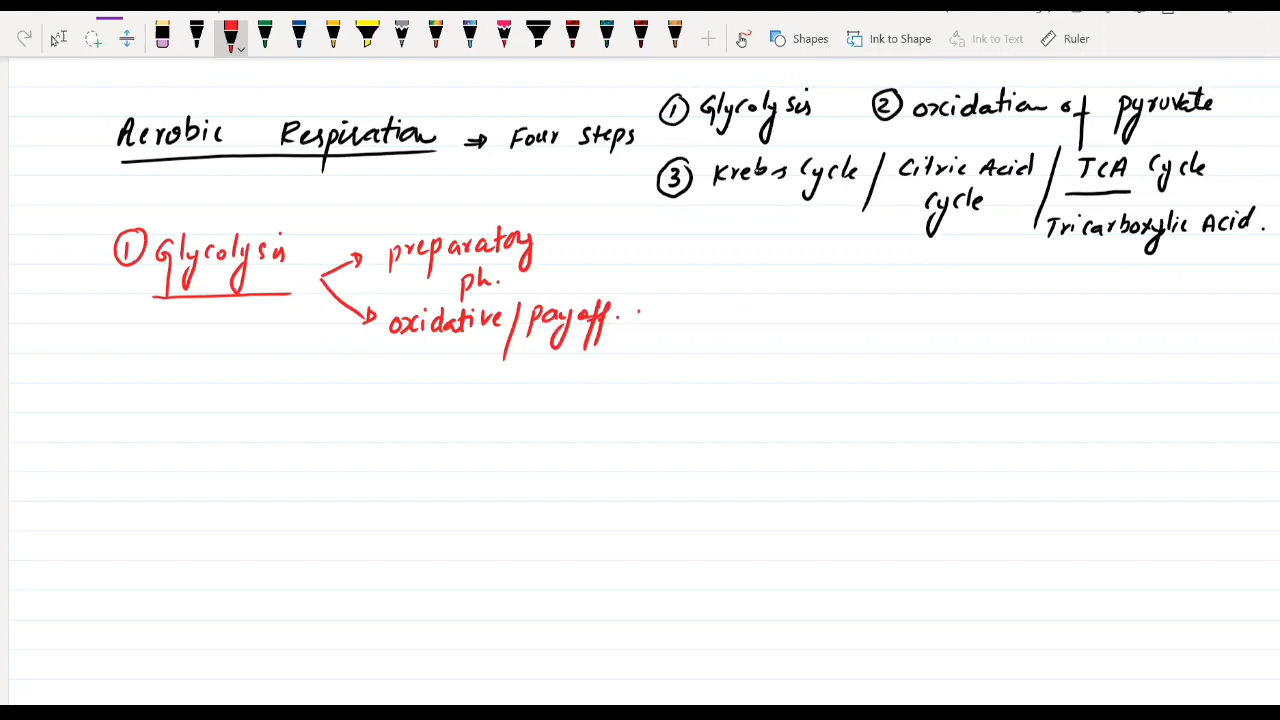 Shapes Ink to Shape Ink to Text Ruler
Aerobic Respiration → Four Steps
① Glycolysis ② oxidation of pyruvate
③ Krebs Cycle / Citric Acid Cycle / TCA Cycle
Tricarboxylic Acid.
① Glycolysis
preparatory
ph.
oxidative / Payoff..